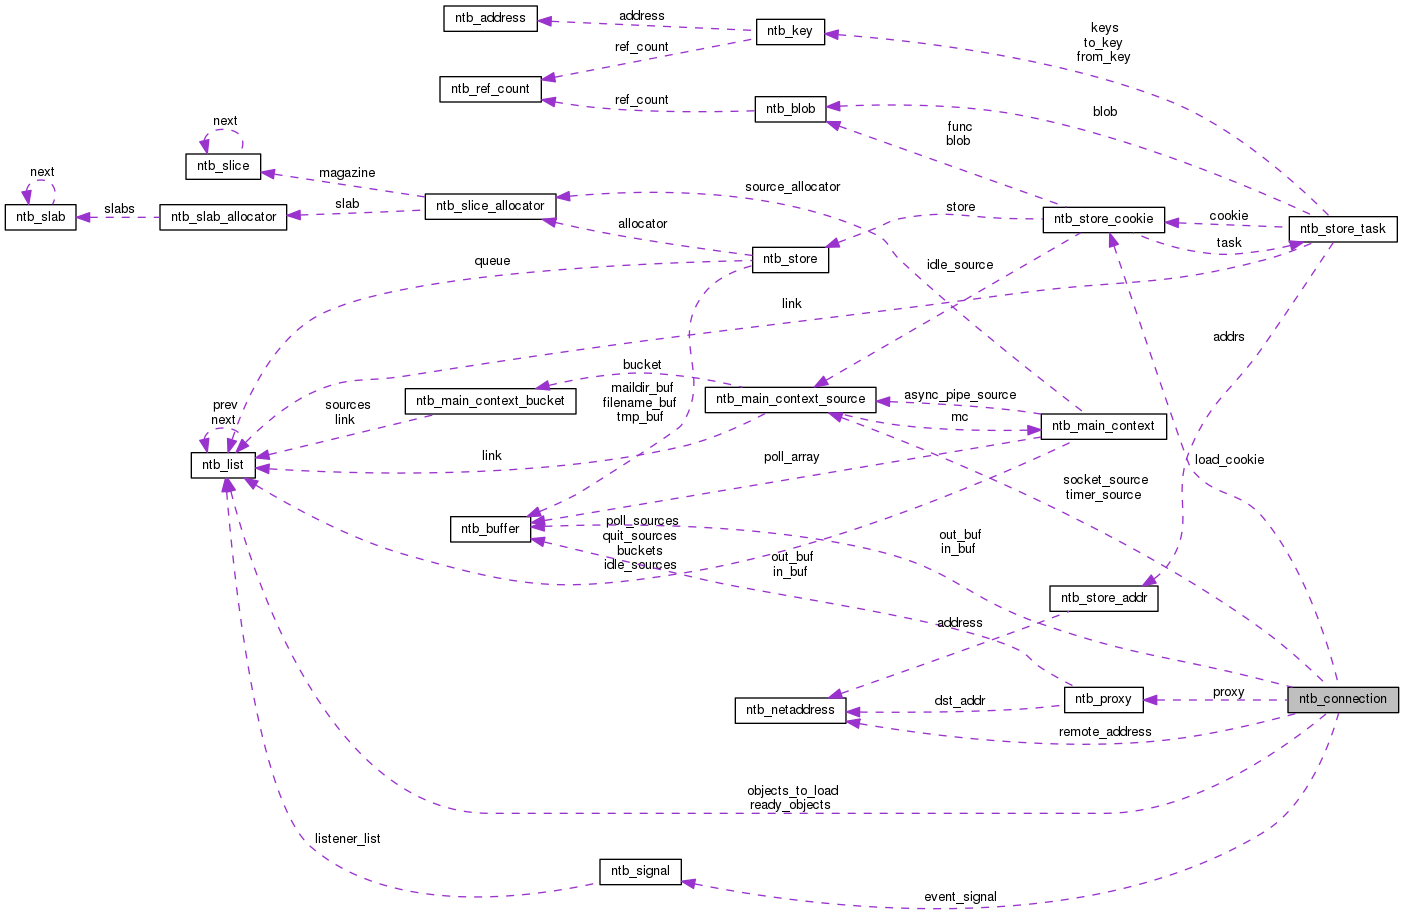 ntb_address
address
ntb_key
keys
to_key
from_key
ref_count
ntb_ref_count
ref_count
ntb_blob
blob
func
blob
next
ntb_slice
magazine
next
ntb_slab
slabs
ntb_slab_allocator
slab
ntb_slice_allocator
source_allocator
allocator
store
ntb_store_cookie
cookie
task
ntb_store_task
queue
ntb_store
idle_source
link
addrs
bucket
ntb_main_context_bucket
maildir_buf
filename_buf
tmp_buf
ntb_main_context_source
async_pipe_source
mc
ntb_main_context
prev
next
sources
link
ntb_list
link
poll_array
load_cookie
socket_source
timer_source
ntb_buffer
poll_sources
quit_sources
buckets
idle_sources
out_buf
in_buf
out_buf
in_buf
ntb_store_addr
address
ntb_netaddress
dst_addr
ntb_proxy
proxy
ntb_connection
remote_address
objects_to_load
ready_objects
listener_list
ntb_signal
event_signal